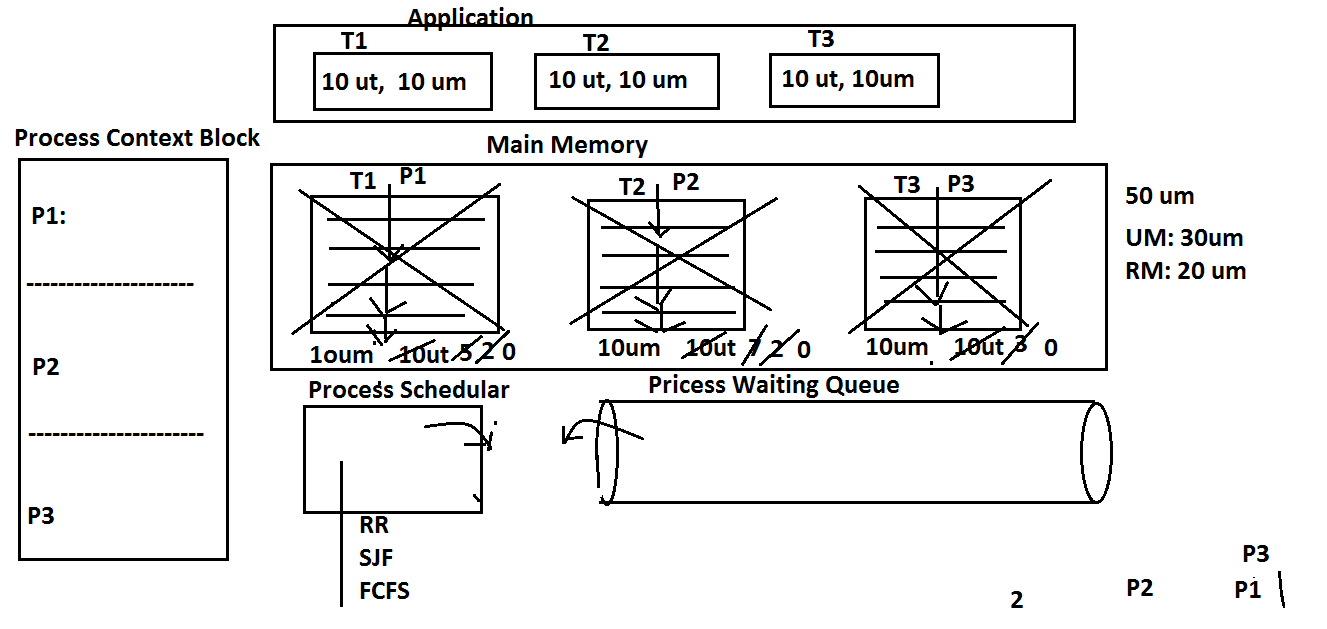 Application
T1 T2 T3
10 ut, 10 um 10 ut, 10 um 10 ut, 10um
Process Context Block
Main Memory
P1:
P2
P3
T1 P1 T2 P2 T3 P3
1oum 10ut 5 2 0 10um 10ut 7 2 0 10um 10ut 3 0
50 um
UM: 30um
RM: 20 um
Process Schedular
Pricess Waiting Queue
RR
SJF
FCFS
P3
2 P2 P1